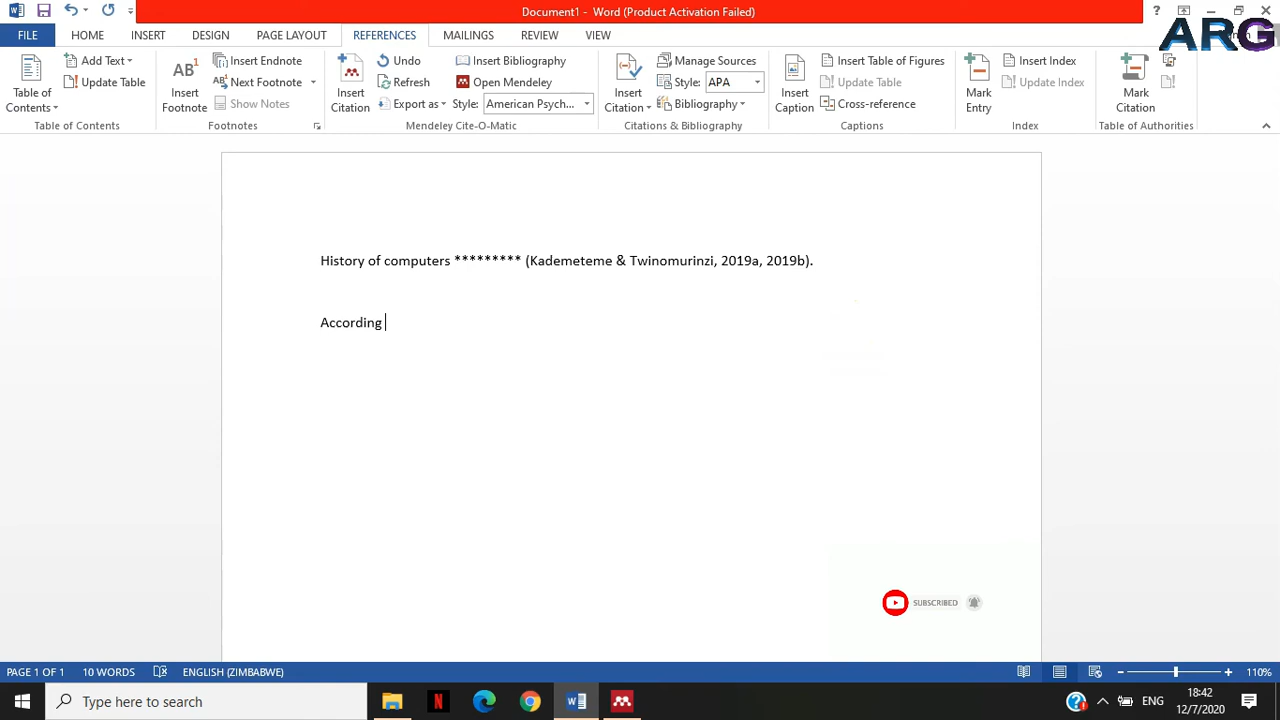 Document1 - Word (Product Activation Failed)
ARG
FILE HOME INSERT DESIGN PAGE LAYOUT REFERENCES MAILINGS REVIEW VIEW
Table of Contents
Add Text
Update Table
Table of Contents
AB1
Insert Footnote
Insert Endnote
AB1 Next Footnote
Show Notes
Footnotes
Insert Citation
Undo
Refresh
Export as
Insert Bibliography
Open Mendeley
Style: American Psych...
Mendeley Cite-O-Matic
Insert Citation
Manage Sources
Style: APA
Bibliography
Citations & Bibliography
Insert Caption
Insert Table of Figures
Update Table
Cross-reference
Captions
Mark Entry
Insert Index
Update Index
Index
Mark Citation
Table of Authorities
History of computers ********* (Kademeteme & Twinomurinzi, 2019a, 2019b).
According
SUBSCRIBED
PAGE 1 OF 1 10 WORDS ENGLISH (ZIMBABWE) 110%
Type here to search
ENG
18:42
12/7/2020